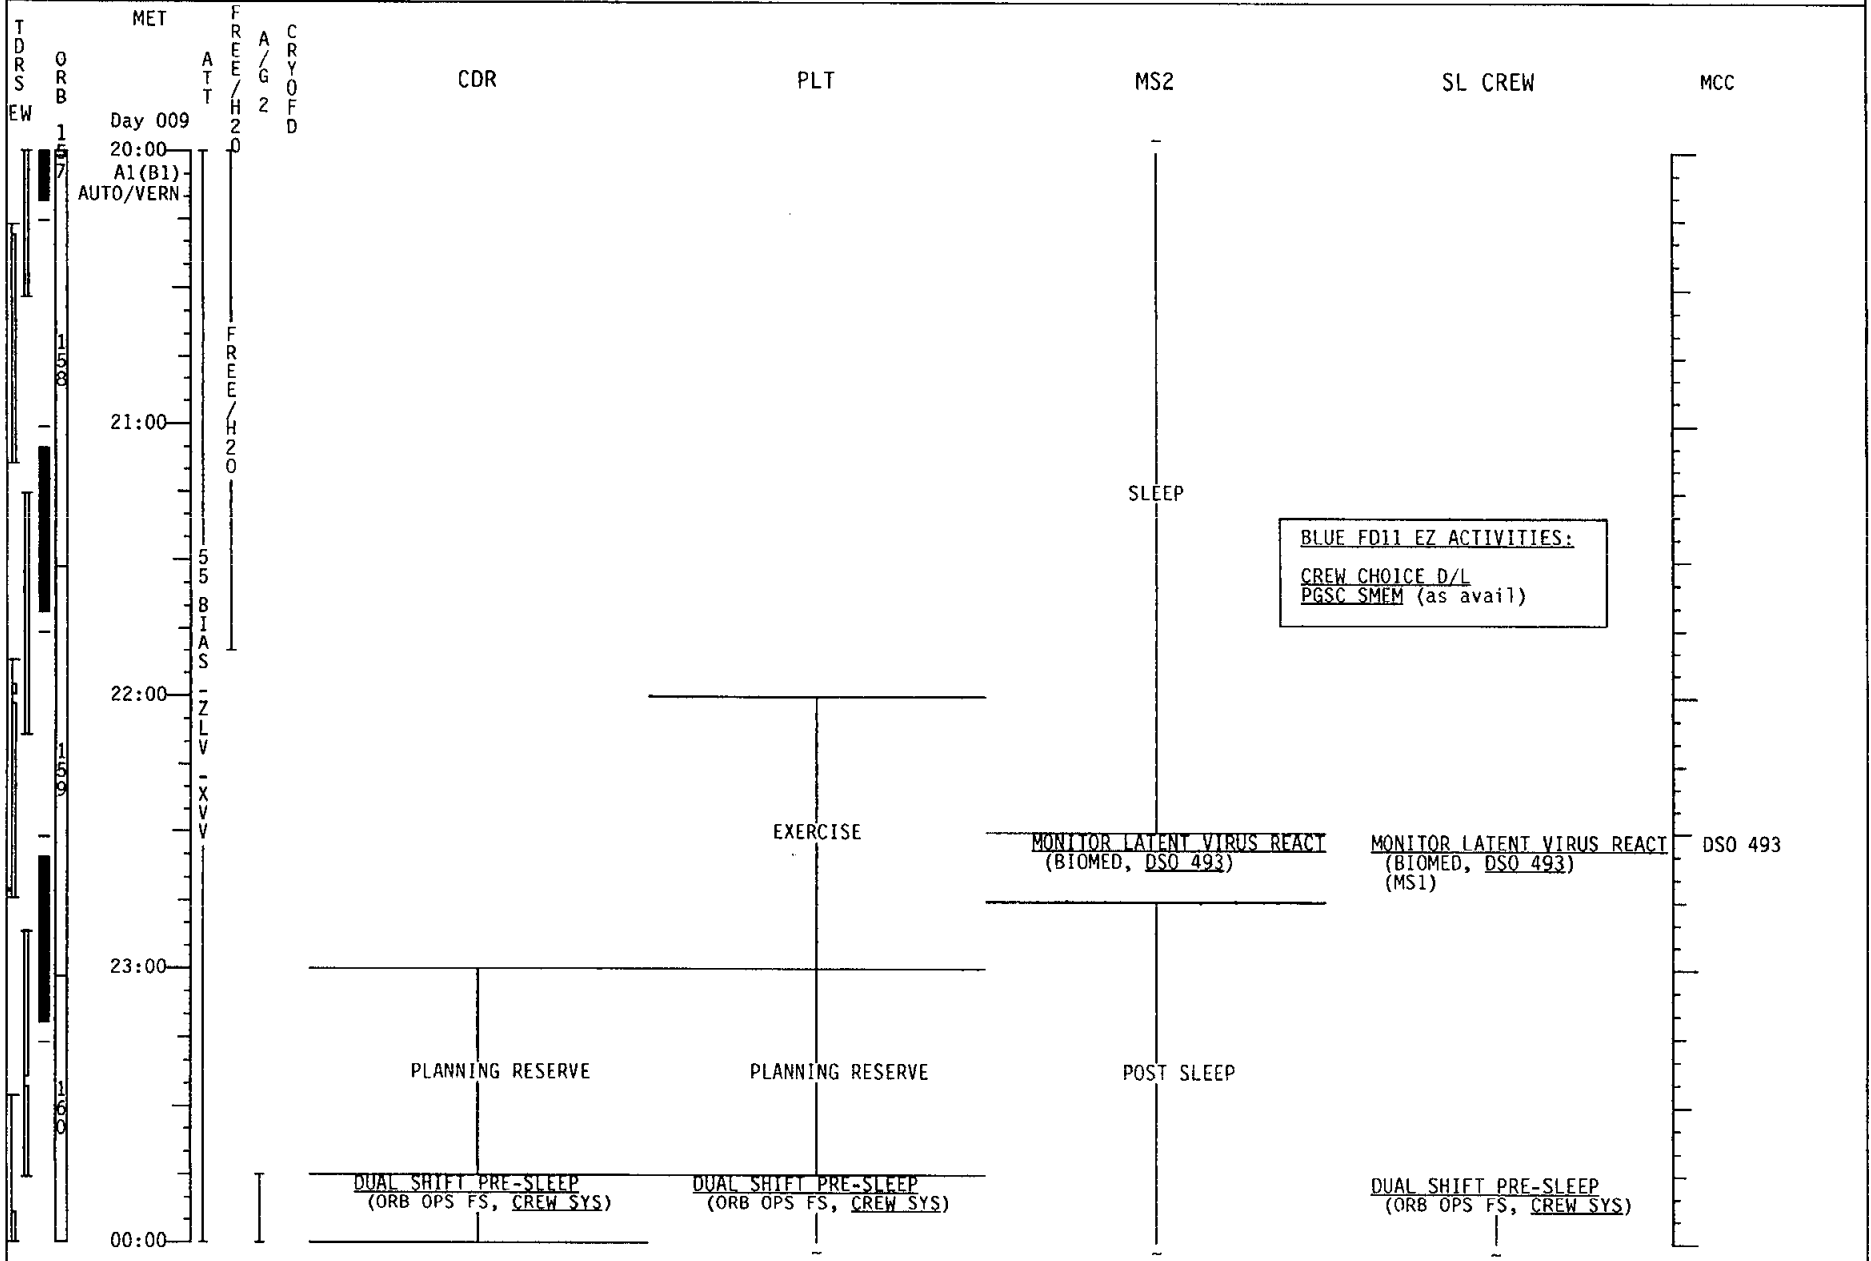 MET
TDRS
EW
ORB
ATT
FREE/H20
A/G 2
CRYOFD
CDR
PLT
MS2
SL CREW
MCC
Day 009
20:00
A1(B1)
AUTO/VERN
157
158
FREE/H20
21:00
SLEEP
BLUE FD11 EZ ACTIVITIES:
CREW CHOICE D/L
PGSC SMEM (as avail)
55 BIAS -ZLV -XVV
22:00
159
EXERCISE
MONITOR LATENT VIRUS REACT
(BIOMED, DSO 493)
MONITOR LATENT VIRUS REACT
(BIOMED, DSO 493)
(MS1)
DSO 493
23:00
PLANNING RESERVE
PLANNING RESERVE
POST SLEEP
160
DUAL SHIFT PRE-SLEEP
(ORB OPS FS, CREW SYS)
DUAL SHIFT PRE-SLEEP
(ORB OPS FS, CREW SYS)
DUAL SHIFT PRE-SLEEP
(ORB OPS FS, CREW SYS)
00:00